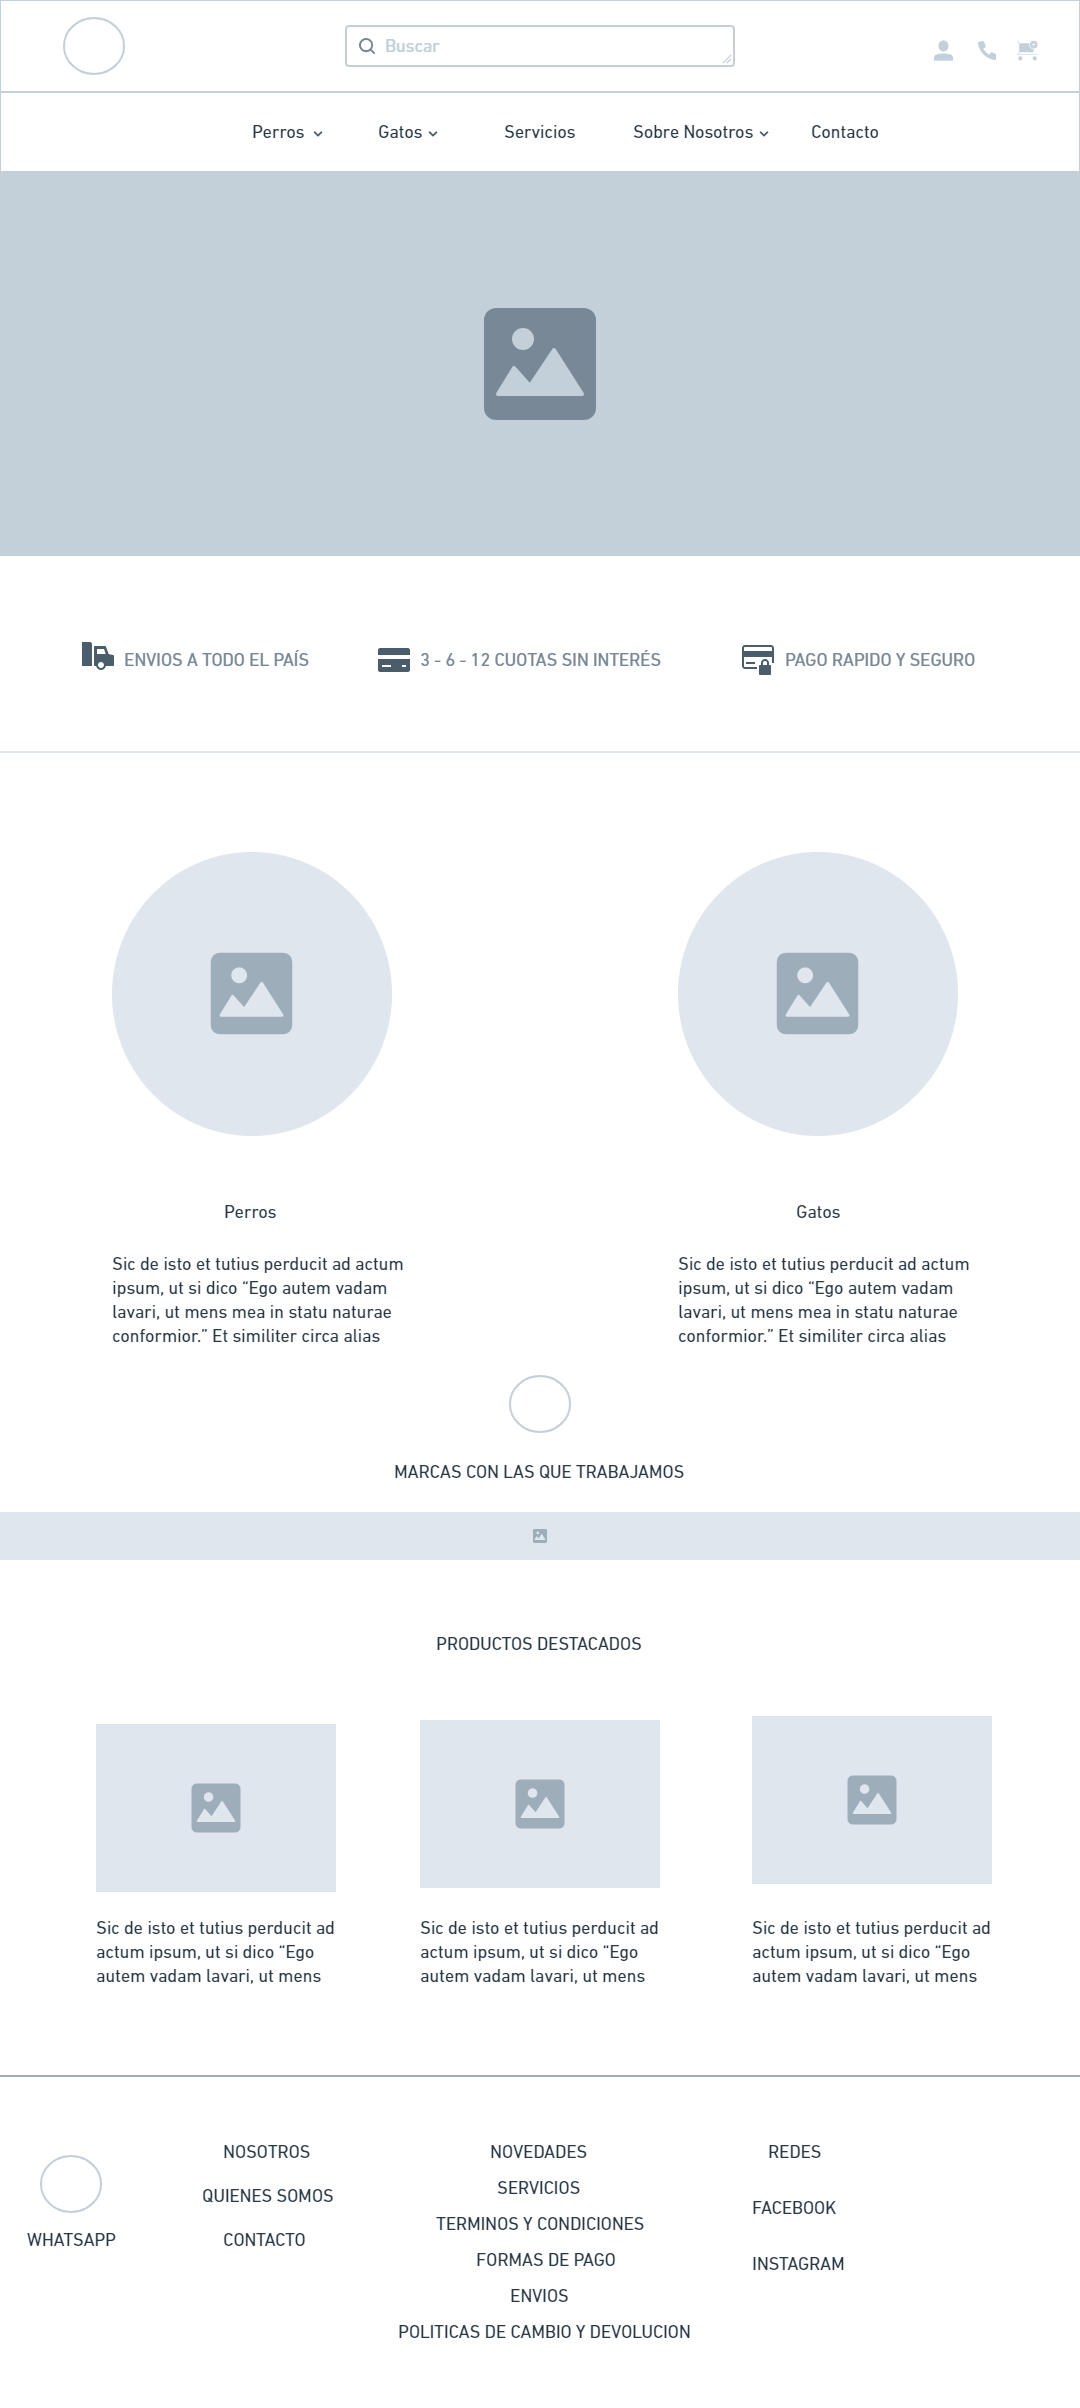 Buscar
Perros
Gatos
Servicios
Sobre Nosotros
Contacto
ENVIOS A TODO EL PAÍS
3 - 6 - 12 CUOTAS SIN INTERÉS
PAGO RAPIDO Y SEGURO
Perros
Sic de isto et tutius perducit ad actum
ipsum, ut si dico “Ego autem vadam
lavari, ut mens mea in statu naturae
conformior.” Et similiter circa alias
Gatos
Sic de isto et tutius perducit ad actum
ipsum, ut si dico “Ego autem vadam
lavari, ut mens mea in statu naturae
conformior.” Et similiter circa alias
MARCAS CON LAS QUE TRABAJAMOS
PRODUCTOS DESTACADOS
Sic de isto et tutius perducit ad
actum ipsum, ut si dico “Ego
autem vadam lavari, ut mens
Sic de isto et tutius perducit ad
actum ipsum, ut si dico “Ego
autem vadam lavari, ut mens
Sic de isto et tutius perducit ad
actum ipsum, ut si dico “Ego
autem vadam lavari, ut mens
WHATSAPP
NOSOTROS
QUIENES SOMOS
CONTACTO
NOVEDADES
SERVICIOS
TERMINOS Y CONDICIONES
FORMAS DE PAGO
ENVIOS
POLITICAS DE CAMBIO Y DEVOLUCION
REDES
FACEBOOK
INSTAGRAM